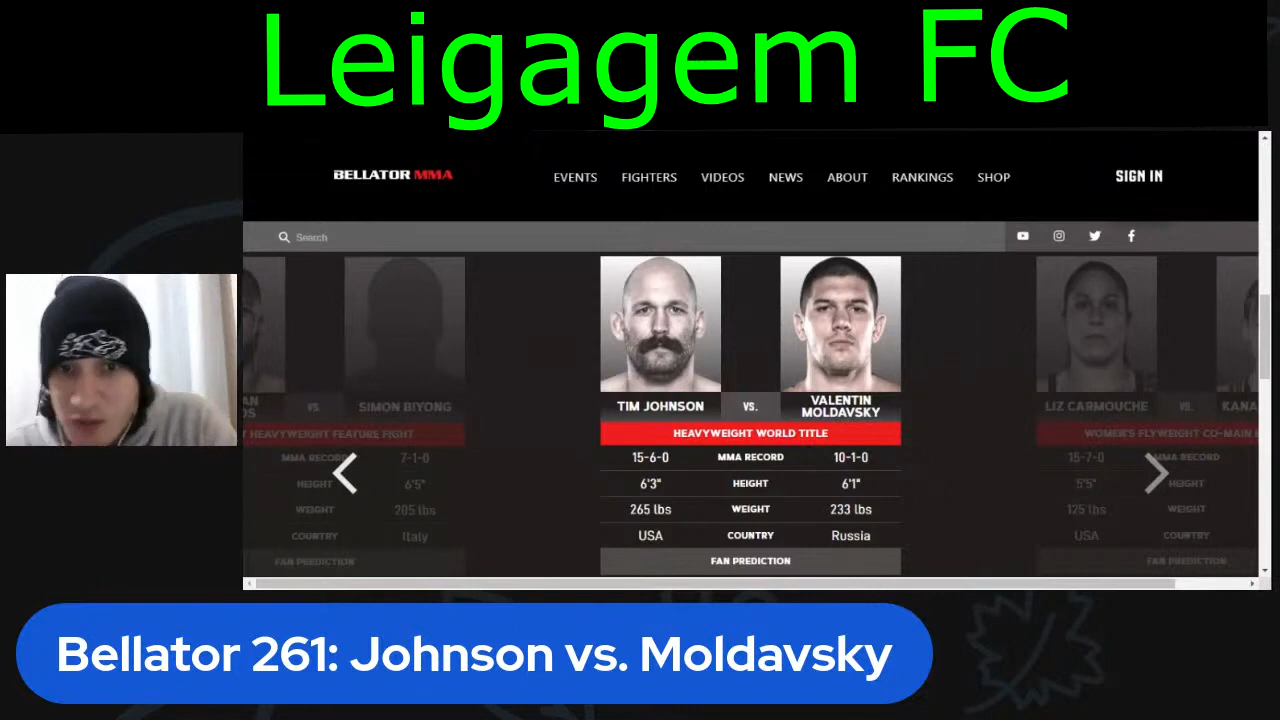 Leigagem FC
BELLATOR MMA
EVENTS FIGHTERS VIDEOS NEWS ABOUT RANKINGS SHOP SIGN IN
Search
TIM JOHNSON VS. VALENTIN MOLDAVSKY
HEAVYWEIGHT WORLD TITLE
15-6-0 MMA RECORD 10-1-0
6'3" HEIGHT 6'1"
265 lbs WEIGHT 233 lbs
USA COUNTRY Russia
FAN PREDICTION
VS. SIMON BIYONG
HEAVYWEIGHT FEATURE FIGHT
MMA RECORD 7-1-0
HEIGHT 6'5"
WEIGHT 205 lbs
COUNTRY Italy
FAN PREDICTION
LIZ CARMOUCHE VS. KANA
WOMEN'S FLYWEIGHT CO-MAIN
15-7-0 MMA RECORD
5'5" HEIGHT
125 lbs WEIGHT
USA COUNTRY
FAN PREDICTION
Bellator 261: Johnson vs. Moldavsky